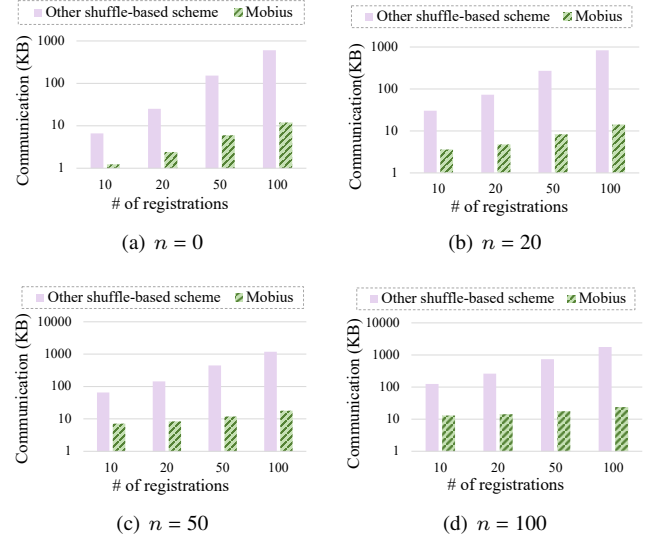 Other shuffle-based scheme Mobius
Communication (KB)
1000
100
10
1
10 20 50 100
# of registrations
(a) n = 0
Other shuffle-based scheme Mobius
Communication(KB)
1000
100
10
1
10 20 50 100
# of registrations
(b) n = 20
Other shuffle-based scheme Mobius
Communication (KB)
10000
1000
100
10
1
10 20 50 100
# of registrations
(c) n = 50
Other shuffle-based scheme Mobius
Communication (KB)
10000
1000
100
10
1
10 20 50 100
# of registrations
(d) n = 100